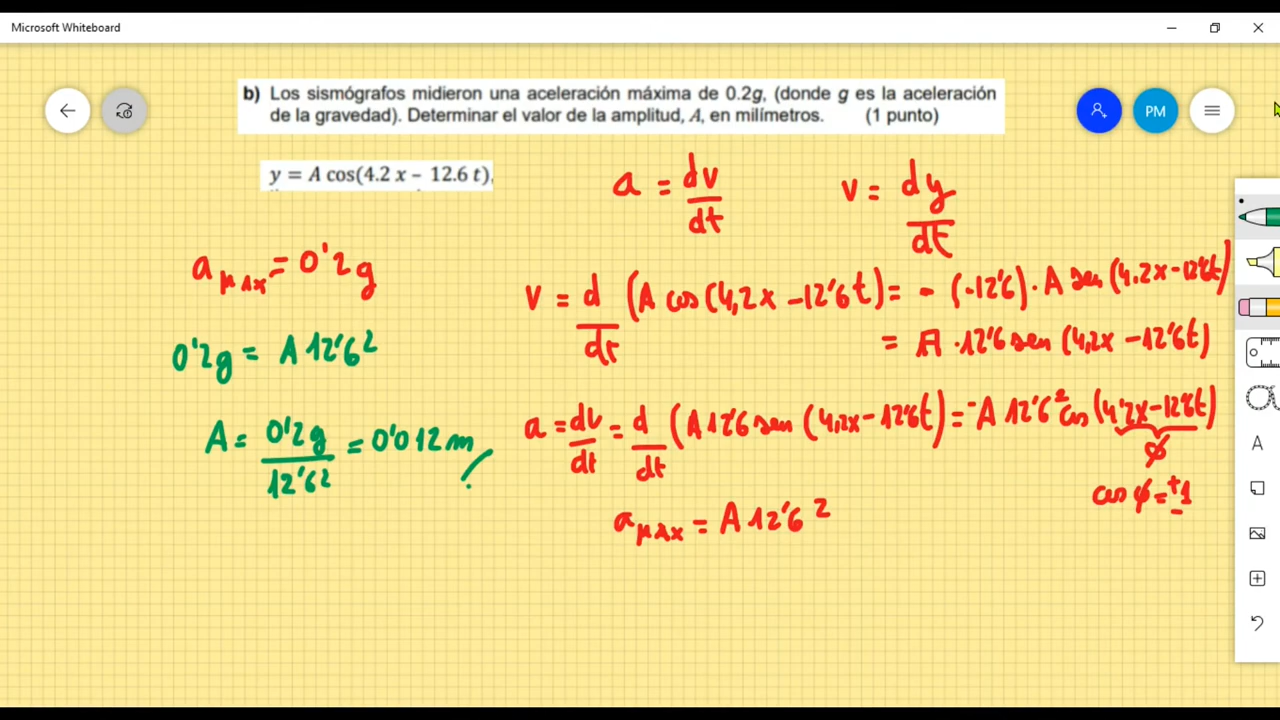 Microsoft Whiteboard
b) Los sismógrafos midieron una aceleración máxima de 0.2g, (donde g es la aceleración
de la gravedad). Determinar el valor de la amplitud, A, en milímetros. (1 punto)
PM
y = A cos(4.2 x − 12.6 t),
a = dv/dt
v = dy/dt
a máx = 0'2g
v = d/dt (A cos(4,2x − 12'6t) = − (−12'6) · A sen (4,2x − 12'6t)
= A · 12'6 sen (4,2x − 12'6t)
0'2g = A 12'6²
a = dv/dt = d/dt (A 12'6 sen (4,2x − 12'6t) = −A 12'6² cos (4'2x − 12'6t)
φ
A = 0'2g/12'6² = 0'012 m
cos φ = ±1
a máx = A 12'6²
A